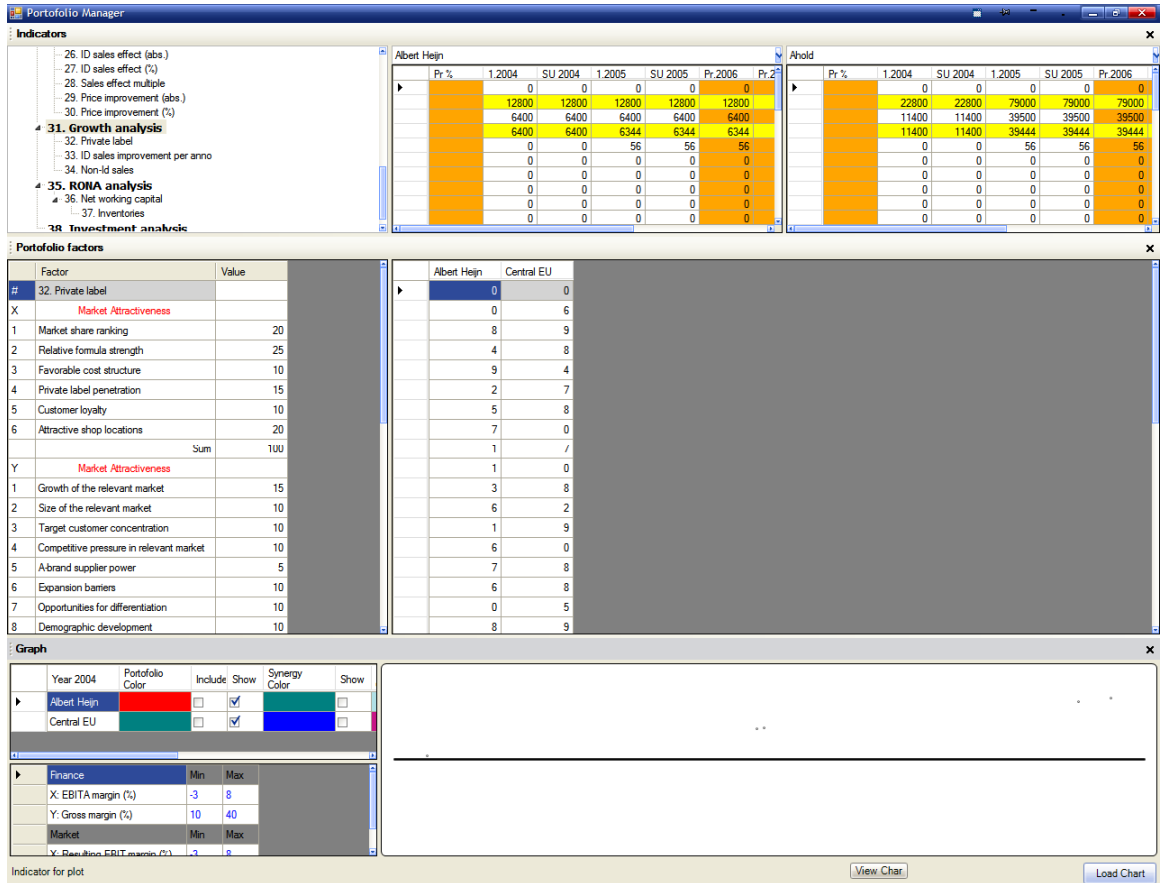 Portofolio Manager
Indicators
26. ID sales effect (abs.)
27. ID sales effect (%)
28. Sales effect multiple
29. Price improvement (abs.)
30. Price improvement (%)
31. Growth analysis
32. Private label
33. ID sales improvement per anno
34. Non-Id sales
35. RONA analysis
36. Net working capital
37. Inventories
38. Investment analysis
Albert Heijn
Pr % 1.2004 SU 2004 1.2005 SU 2005 Pr.2006 Pr.2
0 0 0 0 0
12800 12800 12800 12800 12800
6400 6400 6400 6400 6400
6400 6400 6344 6344 6344
0 0 56 56 56
0 0 0 0 0
0 0 0 0 0
0 0 0 0 0
0 0 0 0 0
0 0 0 0 0
Ahold
Pr % 1.2004 SU 2004 1.2005 SU 2005 Pr.2006
0 0 0 0 0
22800 22800 79000 79000 79000
11400 11400 39500 39500 39500
11400 11400 39444 39444 39444
0 0 56 56 56
0 0 0 0 0
0 0 0 0 0
0 0 0 0 0
0 0 0 0 0
0 0 0 0 0
Portofolio factors
Factor Value
# 32. Private label
X Market Attractiveness
1 Market share ranking 20
2 Relative formula strength 25
3 Favorable cost structure 10
4 Private label penetration 15
5 Customer loyalty 10
6 Attractive shop locations 20
Sum 100
Y Market Attractiveness
1 Growth of the relevant market 15
2 Size of the relevant market 10
3 Target customer concentration 10
4 Competitive pressure in relevant market 10
5 A-brand supplier power 5
6 Expansion barriers 10
7 Opportunities for differentiation 10
8 Demographic development 10
Albert Heijn Central EU
0 0
0 6
8 9
4 8
9 4
2 7
5 8
7 0
1 7
1 0
3 8
6 2
1 9
6 0
7 8
6 8
0 5
8 9
Graph
Year 2004 Portofolio Color Include Show Synergy Color Show
Albert Heijn
Central EU
Finance Min Max
X: EBITA margin (%) -3 8
Y: Gross margin (%) 10 40
Market Min Max
X: Resulting EBIT margin (%) -3 8
Indicator for plot
View Char
Load Chart